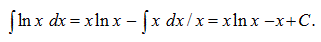 ∫ln x dx = x ln x − ∫x dx / x = x ln x − x + C.